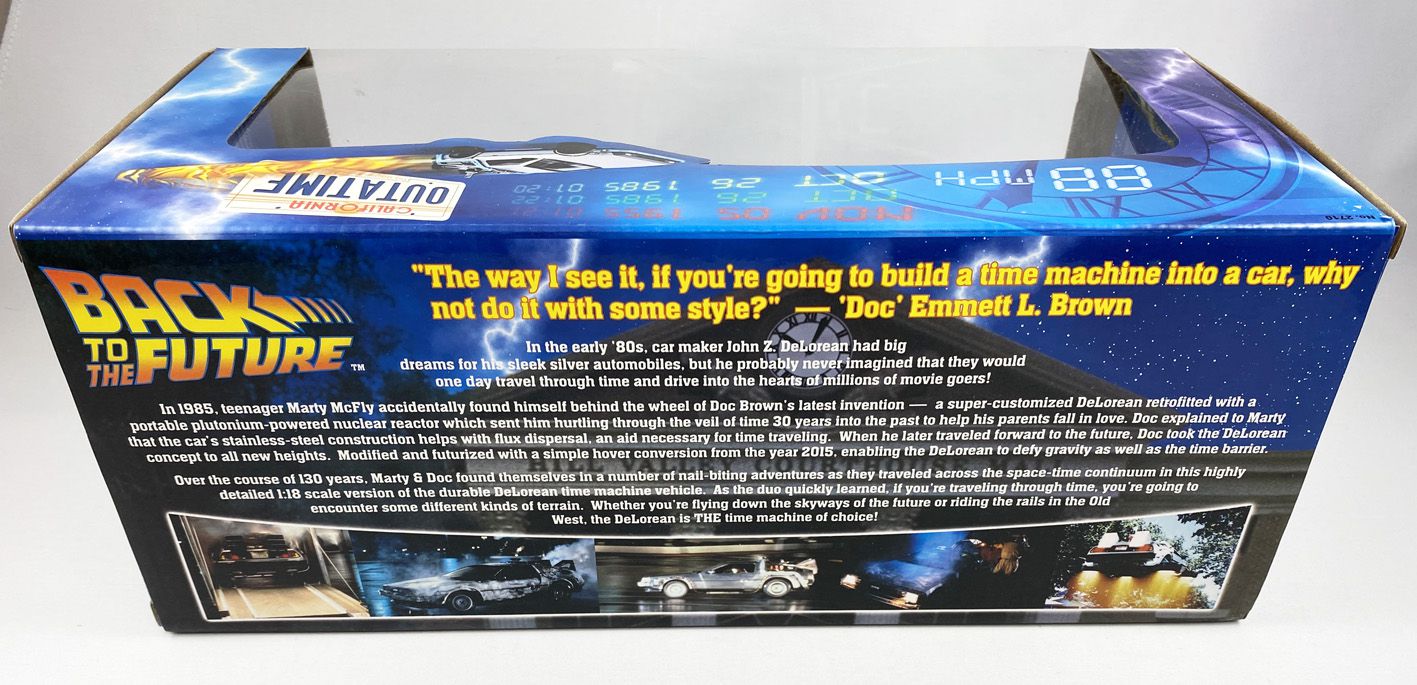 No. 2710
88 MPH
OCT 26 1985 01:20
OCT 26 1985 01:22
NOV 05 1955
CALIFORNIA
OUTATIME
BACK
TO THE FUTURE ™
"The way I see it, if you're going to build a time machine into a car, why
not do it with some style?" — 'Doc' Emmett L. Brown
In the early '80s, car maker John Z. DeLorean had big
dreams for his sleek silver automobiles, but he probably never imagined that they would
one day travel through time and drive into the hearts of millions of movie goers!
In 1985, teenager Marty McFly accidentally found himself behind the wheel of Doc Brown's latest invention — a super-customized DeLorean retrofitted with a
portable plutonium-powered nuclear reactor which sent him hurtling through the veil of time 30 years into the past to help his parents fall in love. Doc explained to Marty
that the car's stainless-steel construction helps with flux dispersal, an aid necessary for time traveling. When he later traveled forward to the future, Doc took the DeLorean
concept to all new heights. Modified and futurized with a simple hover conversion from the year 2015, enabling the DeLorean to defy gravity as well as the time barrier.
HILL VALLEY COURTHOUSE
Over the course of 130 years, Marty & Doc found themselves in a number of nail-biting adventures as they traveled across the space-time continuum in this highly
detailed 1:18 scale version of the durable DeLorean time machine vehicle. As the duo quickly learned, if you're traveling through time, you're going to
encounter some different kinds of terrain. Whether you're flying down the skyways of the future or riding the rails in the Old
West, the DeLorean is THE time machine of choice!